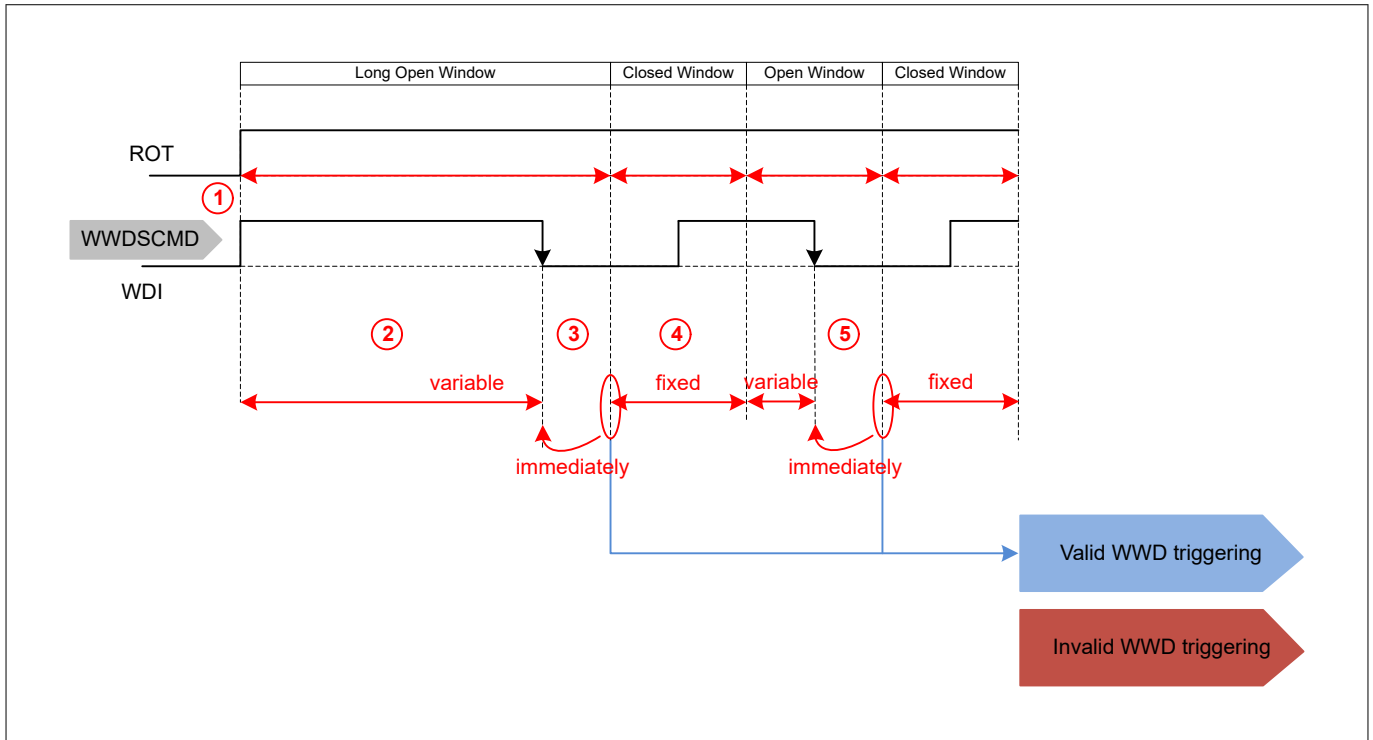 Long Open Window
Closed Window
Open Window
Closed Window
ROT
1
WWDSCMD
WDI
2
3
4
5
variable
fixed
variable
fixed
immediately
immediately
Valid WWD triggering
Invalid WWD triggering